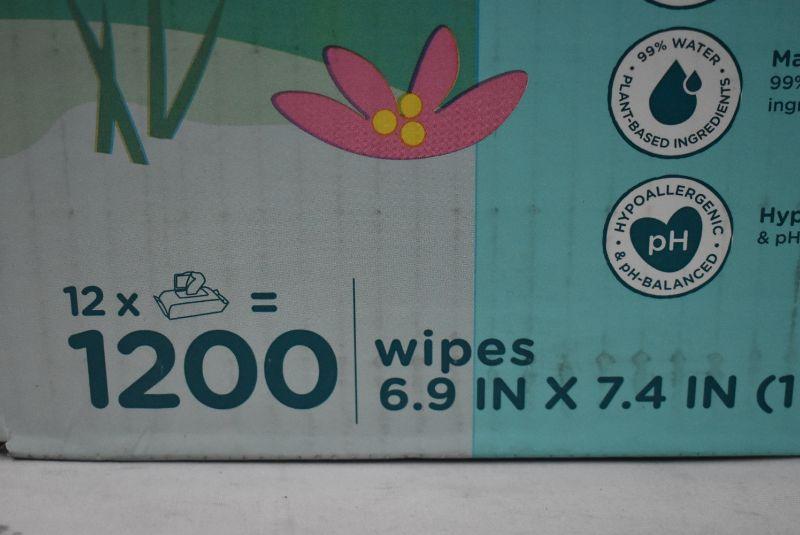 • 99% WATER •
PLANT-BASED INGREDIENTS
Ma
99%
ingr
HYPOALLERGENIC
• & pH-BALANCED •
pH
Hyp
& pH
12 x =
1200
wipes
6.9 IN X 7.4 IN (1